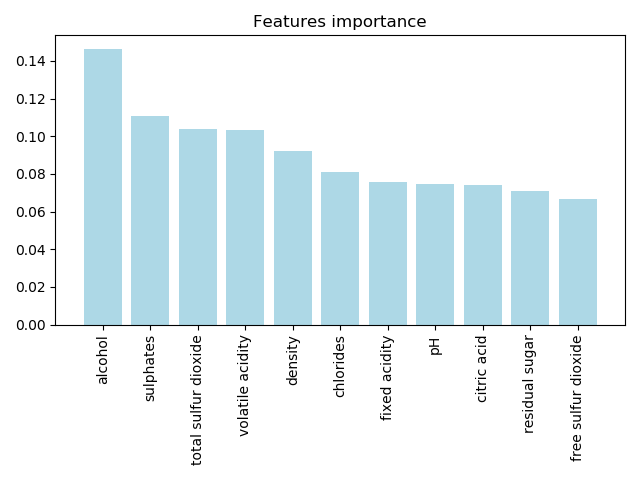 Features importance
0.14
0.12
0.10
0.08
0.06
0.04
0.02
0.00
alcohol
sulphates
total sulfur dioxide
volatile acidity
density
chlorides
fixed acidity
pH
citric acid
residual sugar
free sulfur dioxide